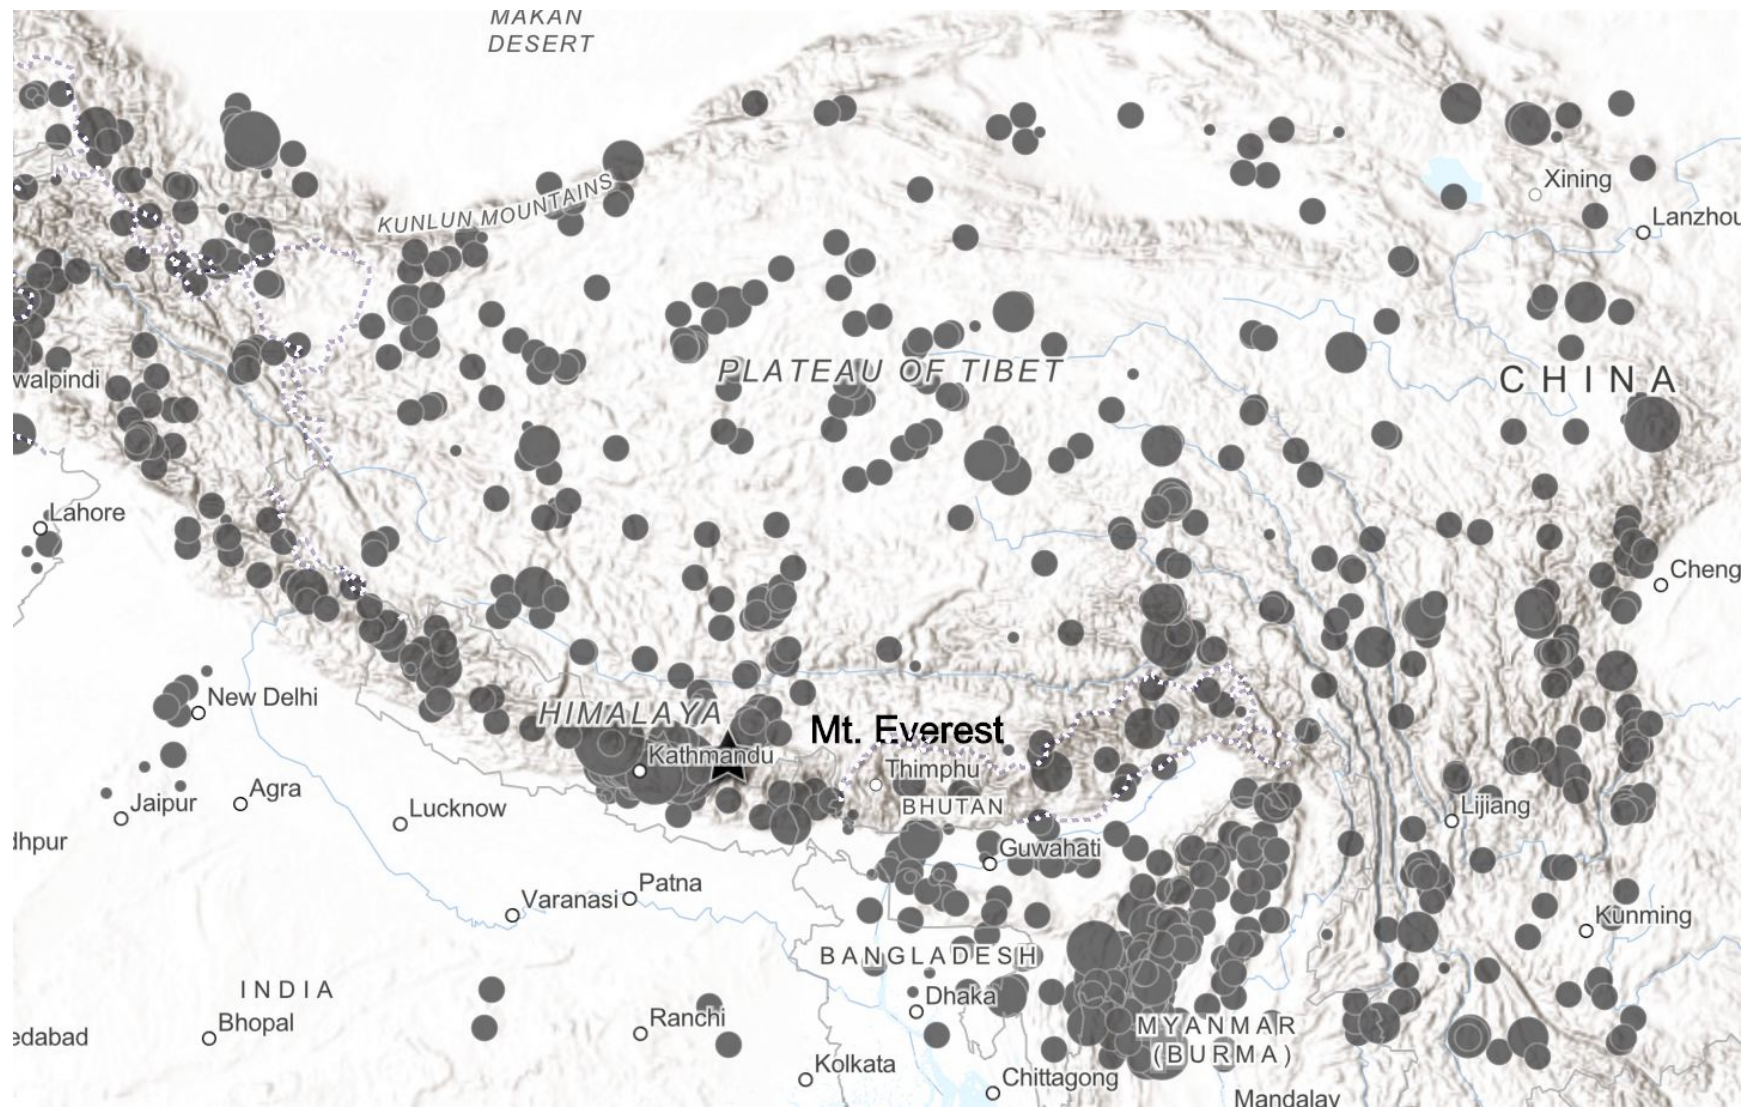 MAKAN
DESERT
KUNLUN MOUNTAINS
Xining
Lanzhou
PLATEAU OF TIBET
CHINA
walpindi
Lahore
Cheng
New Delhi
HIMALAYA
Mt. Everest
Kathmandu
Thimphu
BHUTAN
Agra
Jaipur
Lucknow
Lijiang
dhpur
Guwahati
Patna
Varanasi
Kunming
BANGLADESH
INDIA
Dhaka
Bhopal
Ranchi
MYANMAR
(BURMA)
edabad
Kolkata
Chittagong
Mandalay